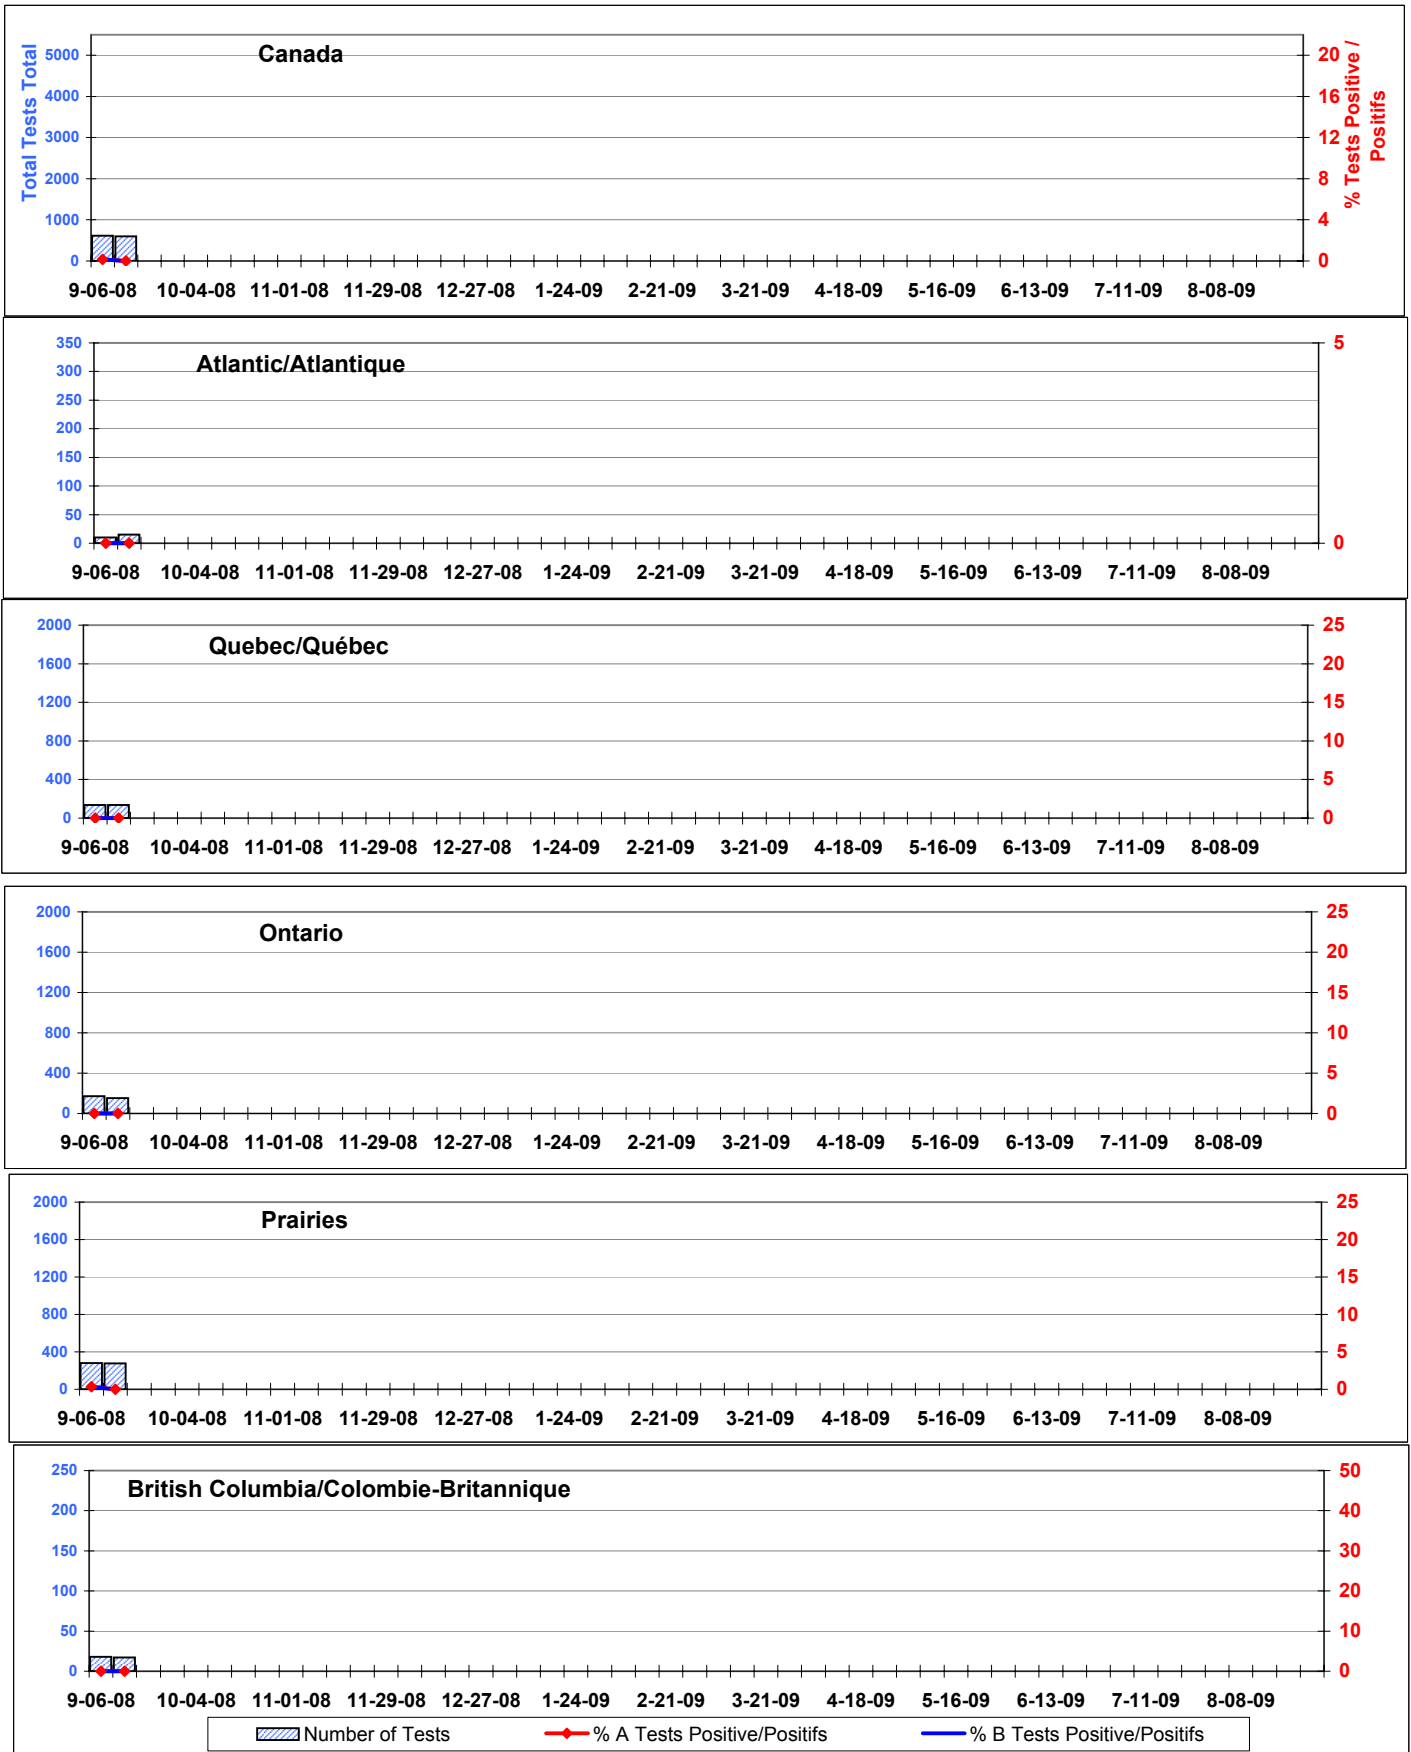 Canada
Total Tests Total
% Tests Positive /
Positifs
5000 20
4000 16
3000 12
2000 8
1000 4
0 0
9-06-08 10-04-08 11-01-08 11-29-08 12-27-08 1-24-09 2-21-09 3-21-09 4-18-09 5-16-09 6-13-09 7-11-09 8-08-09
Atlantic/Atlantique
350 5
300
250
200
150
100
50
0 0
9-06-08 10-04-08 11-01-08 11-29-08 12-27-08 1-24-09 2-21-09 3-21-09 4-18-09 5-16-09 6-13-09 7-11-09 8-08-09
Quebec/Québec
2000 25
1600 20
1200 15
800 10
400 5
0 0
9-06-08 10-04-08 11-01-08 11-29-08 12-27-08 1-24-09 2-21-09 3-21-09 4-18-09 5-16-09 6-13-09 7-11-09 8-08-09
Ontario
2000 25
1600 20
1200 15
800 10
400 5
0 0
9-06-08 10-04-08 11-01-08 11-29-08 12-27-08 1-24-09 2-21-09 3-21-09 4-18-09 5-16-09 6-13-09 7-11-09 8-08-09
Prairies
2000 25
1600 20
1200 15
800 10
400 5
0 0
9-06-08 10-04-08 11-01-08 11-29-08 12-27-08 1-24-09 2-21-09 3-21-09 4-18-09 5-16-09 6-13-09 7-11-09 8-08-09
British Columbia/Colombie-Britannique
250 50
200 40
150 30
100 20
50 10
0 0
9-06-08 10-04-08 11-01-08 11-29-08 12-27-08 1-24-09 2-21-09 3-21-09 4-18-09 5-16-09 6-13-09 7-11-09 8-08-09
Number of Tests % A Tests Positive/Positifs % B Tests Positive/Positifs